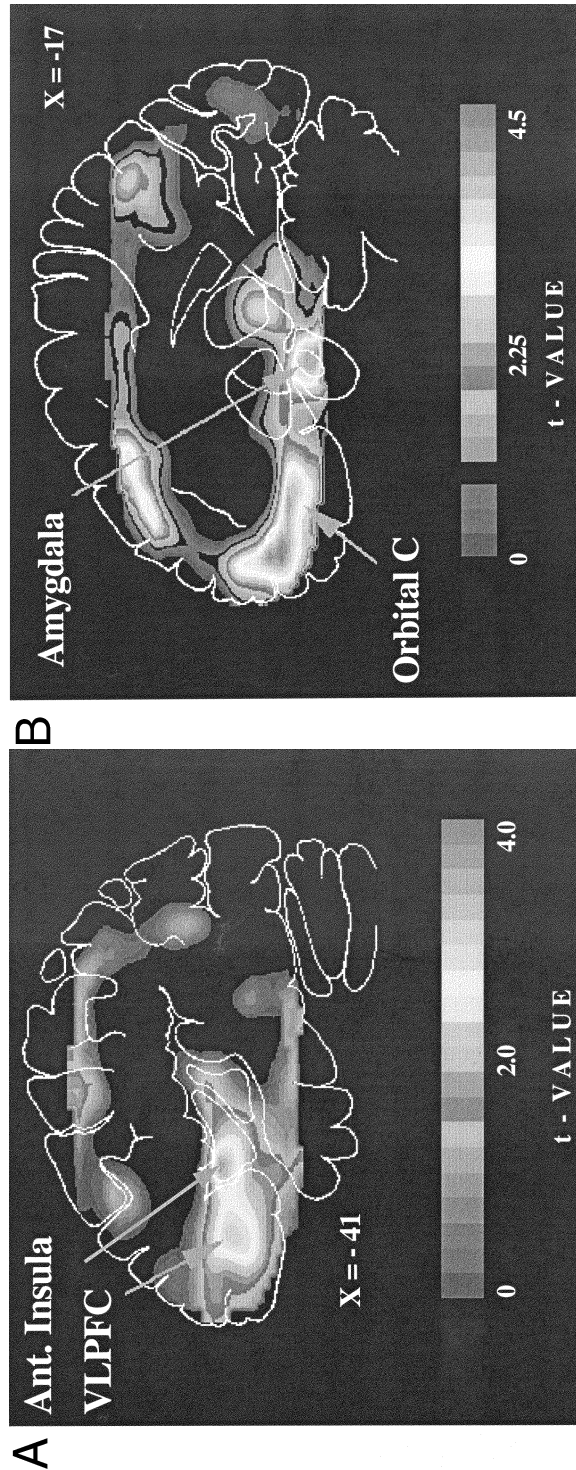 A
Ant. Insula
VLPFC
X = - 41
0
2.0
4.0
t - VALUE
B
Amygdala
X = -17
Orbital C
0
2.25
4.5
t - VALUE